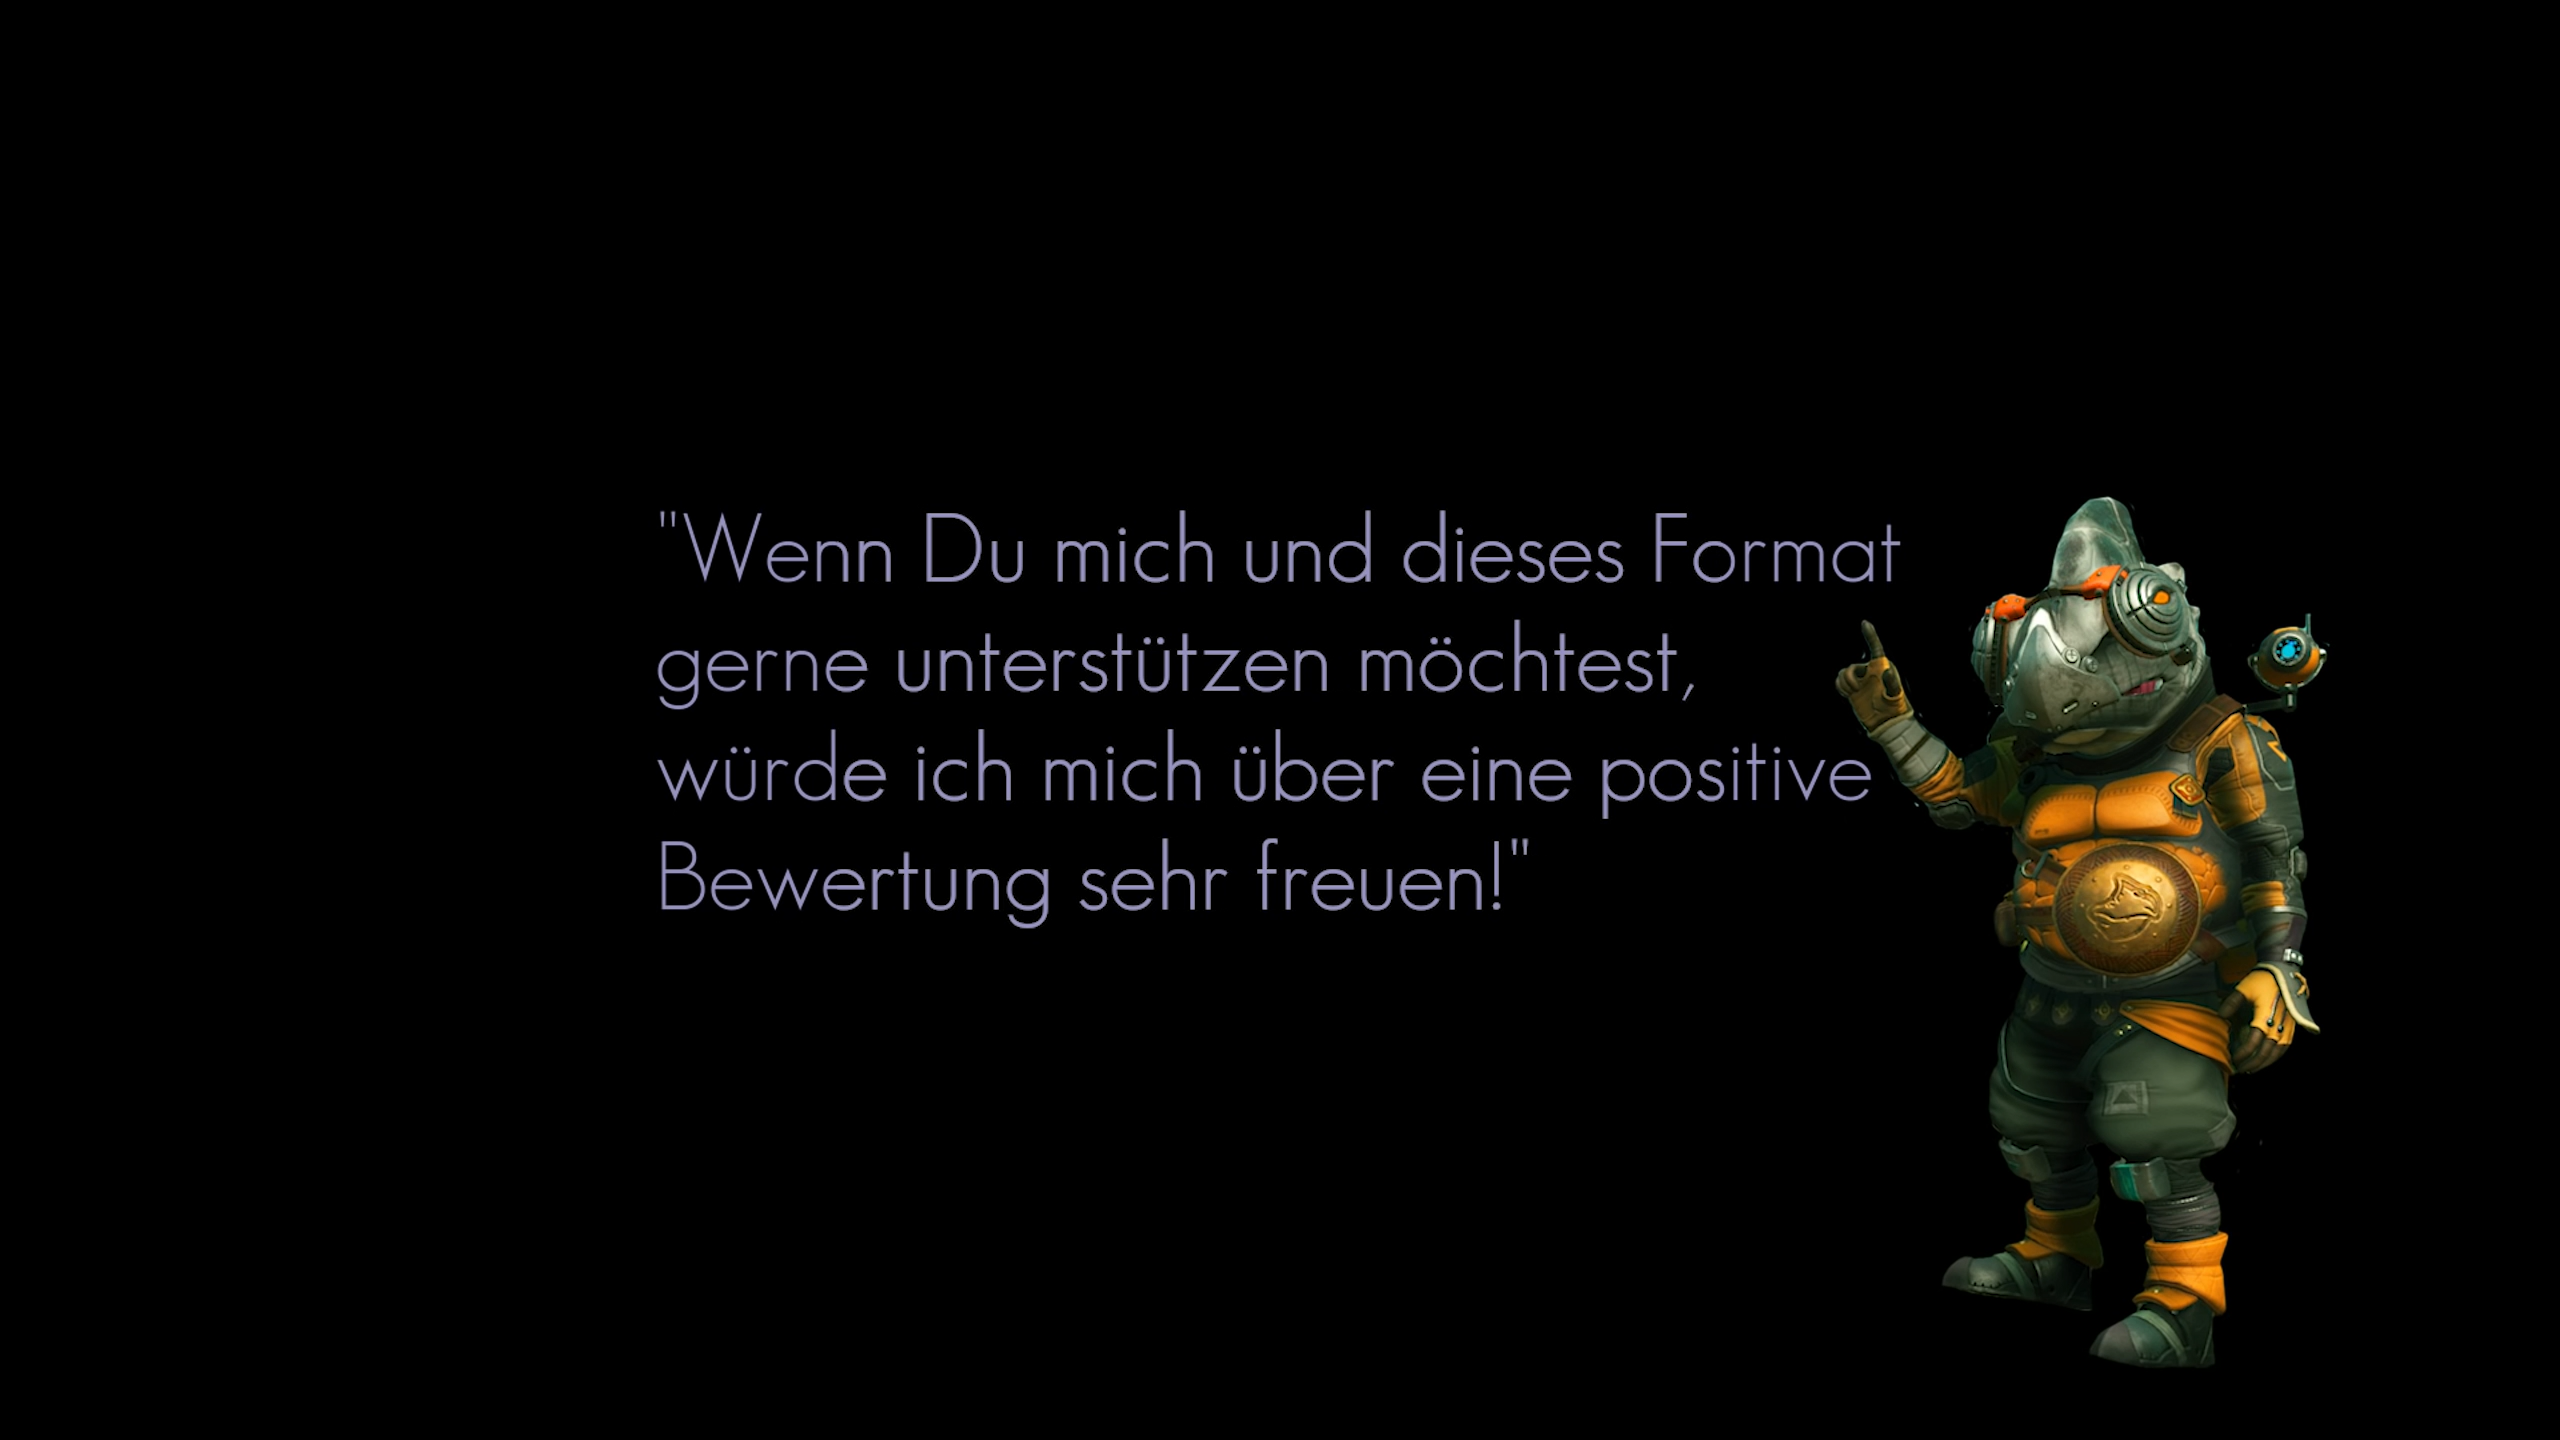 "Wenn Du mich und dieses Format
gerne unterstützen möchtest,
würde ich mich über eine positive
Bewertung sehr freuen!"